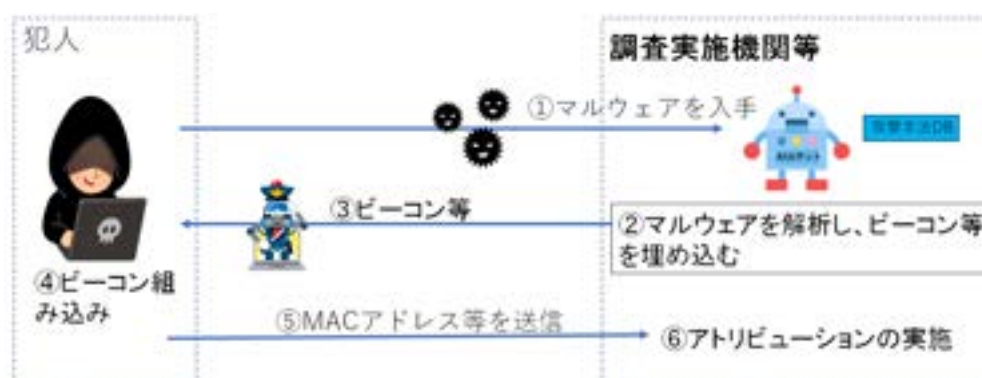 犯人
調査実施機関等
①マルウェアを入手
③ビーコン等
②マルウェアを解析し、ビーコン等
を埋め込む
④ビーコン組
み込み
⑤MACアドレス等を送信
⑥アトリビューションの実施